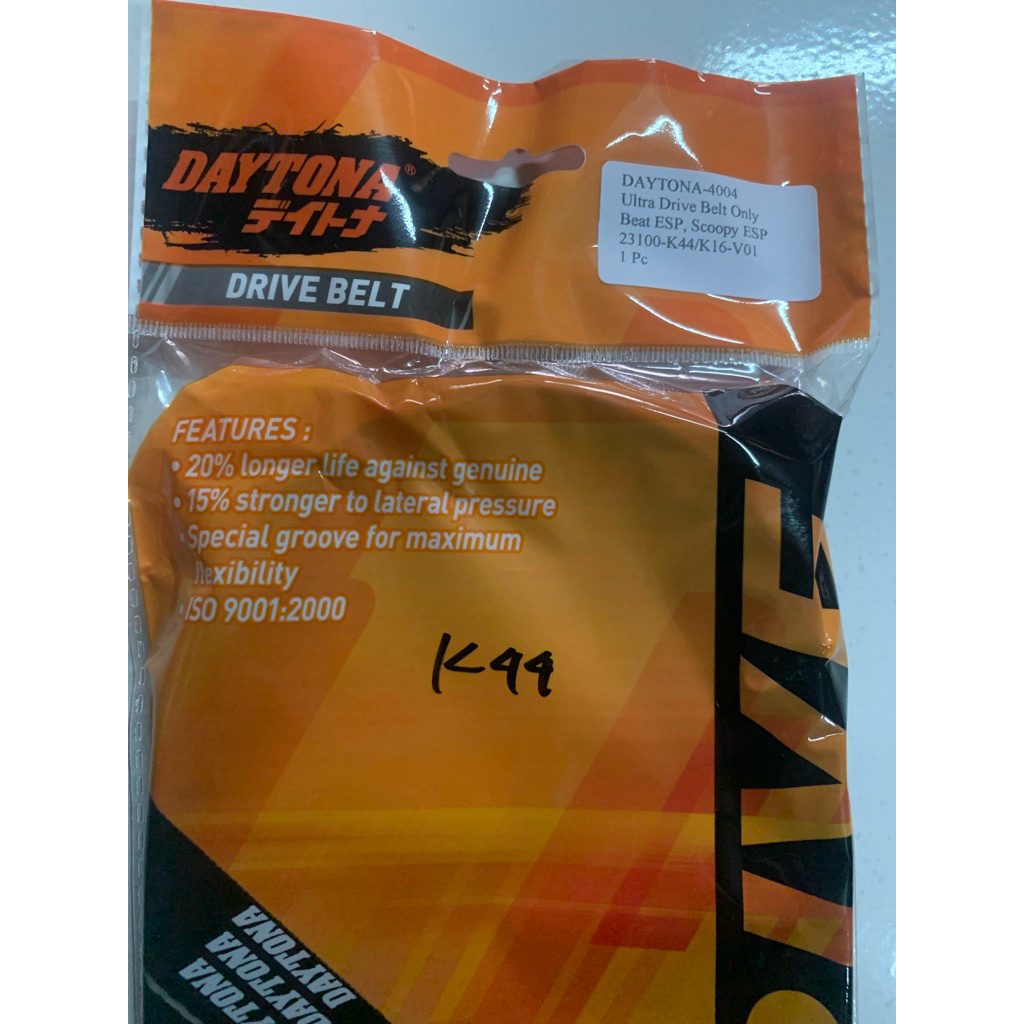 DAYTONA®
デイトナ
DRIVE BELT
DAYTONA-4004
Ultra Drive Belt Only
Beat ESP, Scoopy ESP
23100-K44/K16-V01
1 Pc
FEATURES :
• 20% longer life against genuine
• 15% stronger to lateral pressure
• Special groove for maximum
flexibility
• ISO 9001:2000
K44
DAYTONA
DAYTONA